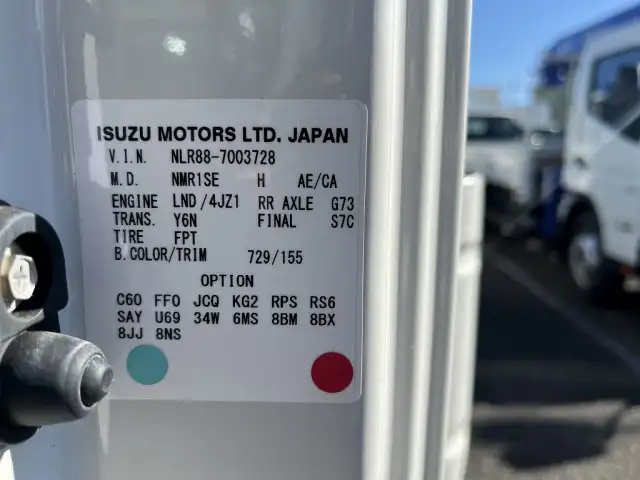 ISUZU MOTORS LTD. JAPAN
V.I.N. NLR88-7003728
M.D. NMR1SE H AE/CA
ENGINE LND/4JZ1 RR AXLE G73
TRANS. Y6N FINAL S7C
TIRE FPT
B.COLOR/TRIM 729/155
OPTION
C60 FF0 JCQ KG2 RPS RS6
SAY U69 34W 6MS 8BM 8BX
8JJ 8NS